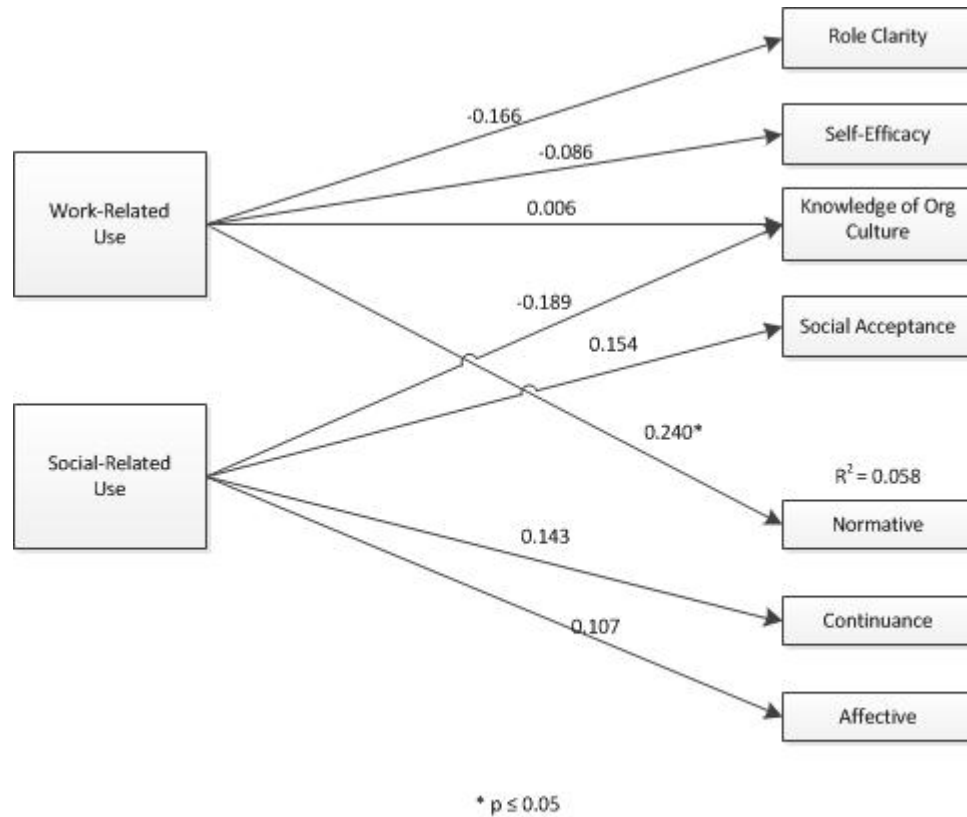 Role Clarity
-0.166
Self-Efficacy
-0.086
Work-Related
Use
0.006
Knowledge of Org
Culture
-0.189
Social Acceptance
0.154
0.240*
Social-Related
Use
R² = 0.058
Normative
0.143
Continuance
0.107
Affective
* p ≤ 0.05